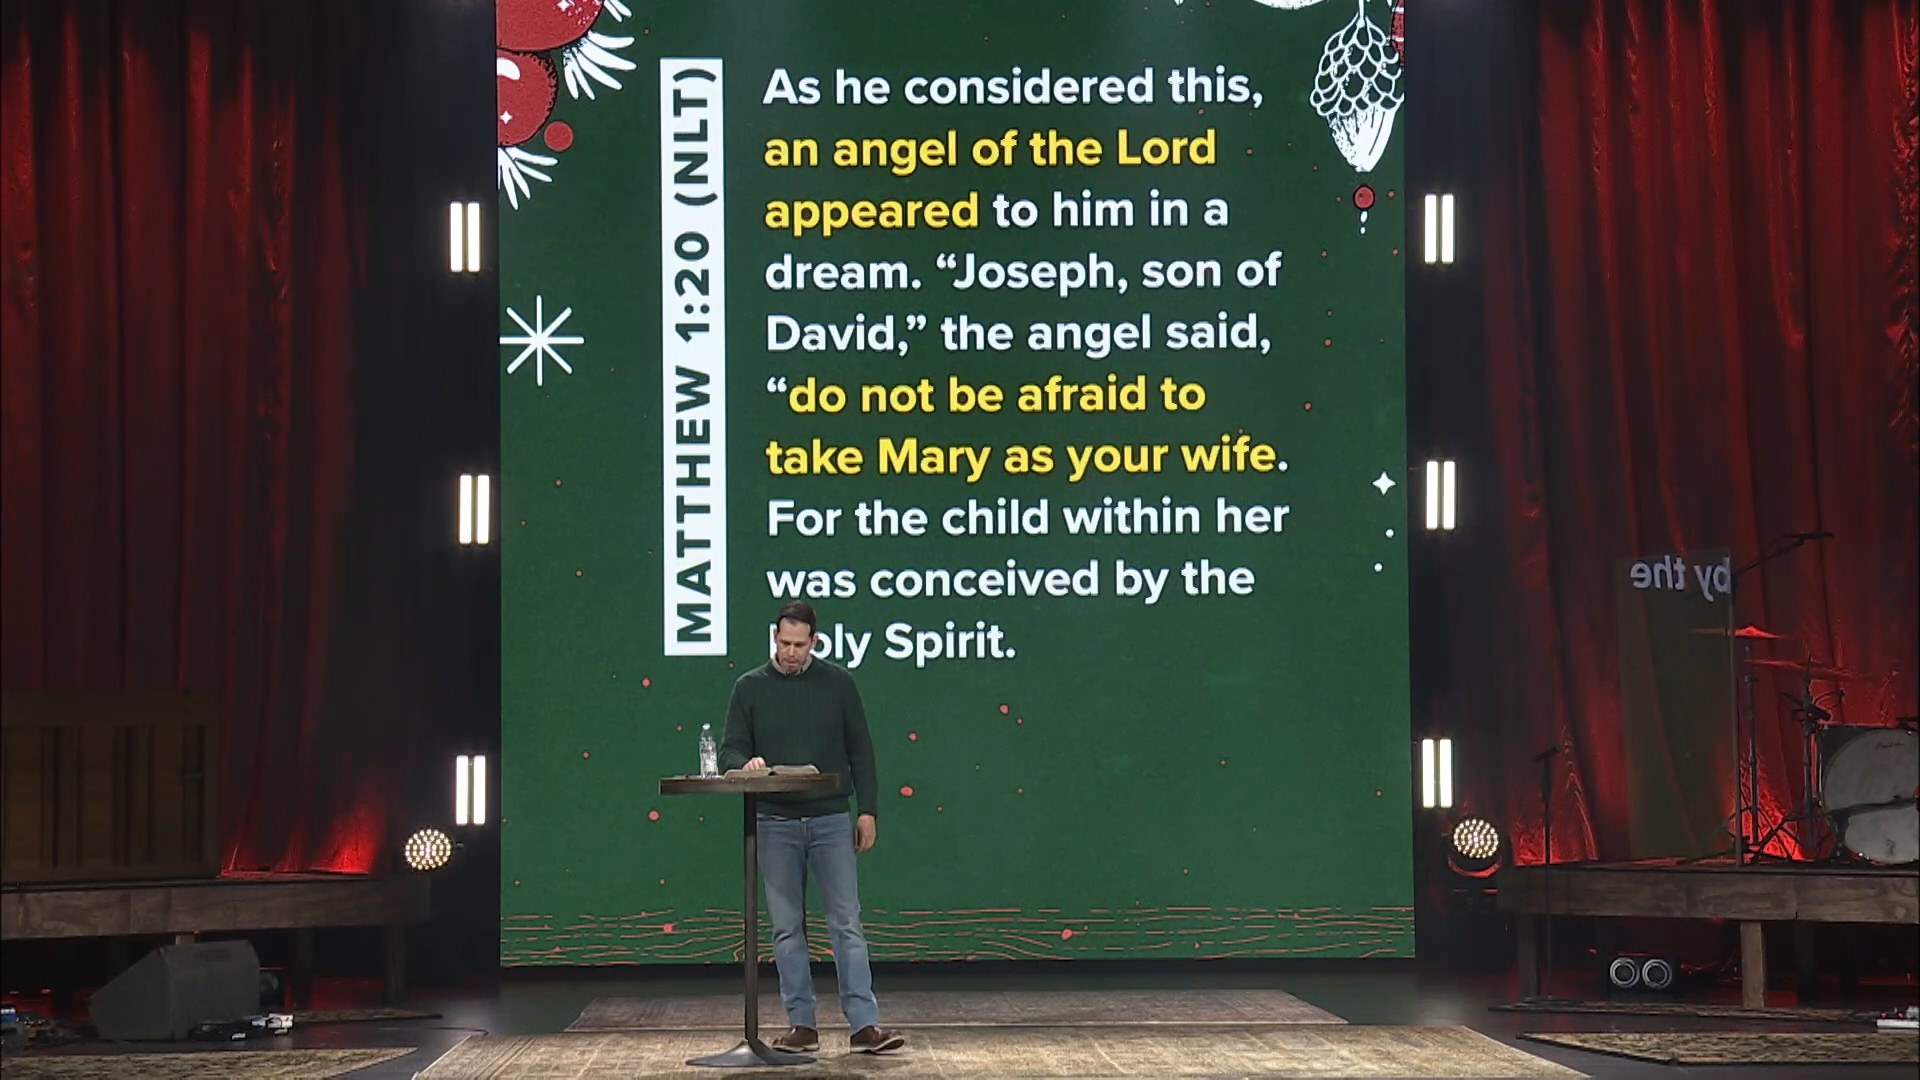 MATTHEW 1:20 (NLT)
As he considered this,
an angel of the Lord
appeared to him in a
dream. “Joseph, son of
David,” the angel said,
“do not be afraid to
take Mary as your wife.
For the child within her
was conceived by the
Holy Spirit.
by the